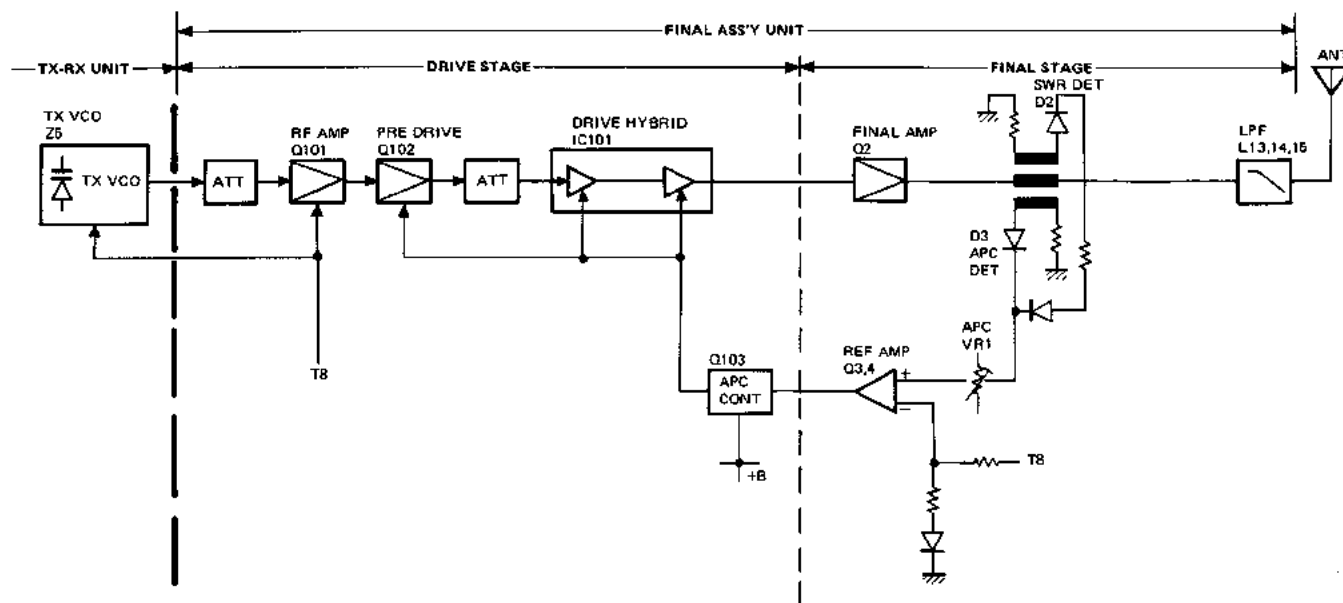 FINAL ASS'Y UNIT
TX-RX UNIT
DRIVE STAGE
FINAL STAGE
ANT
TX VCO
Z6
TX VCO
ATT
RF AMP
Q101
PRE DRIVE
Q102
ATT
DRIVE HYBRID
IC101
FINAL AMP
Q2
SWR DET
D2
LPF
L13,14,15
D3
APC
DET
T8
Q103
APC
CONT
+B
REF AMP
Q3,4
+
−
APC
VR1
T8